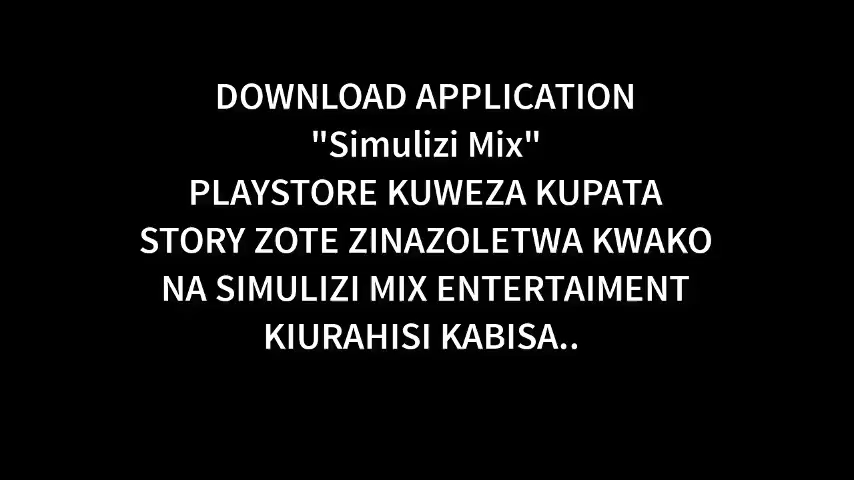 DOWNLOAD APPLICATION
"Simulizi Mix"
PLAYSTORE KUWEZA KUPATA
STORY ZOTE ZINAZOLETWA KWAKO
NA SIMULIZI MIX ENTERTAIMENT
KIURAHISI KABISA..